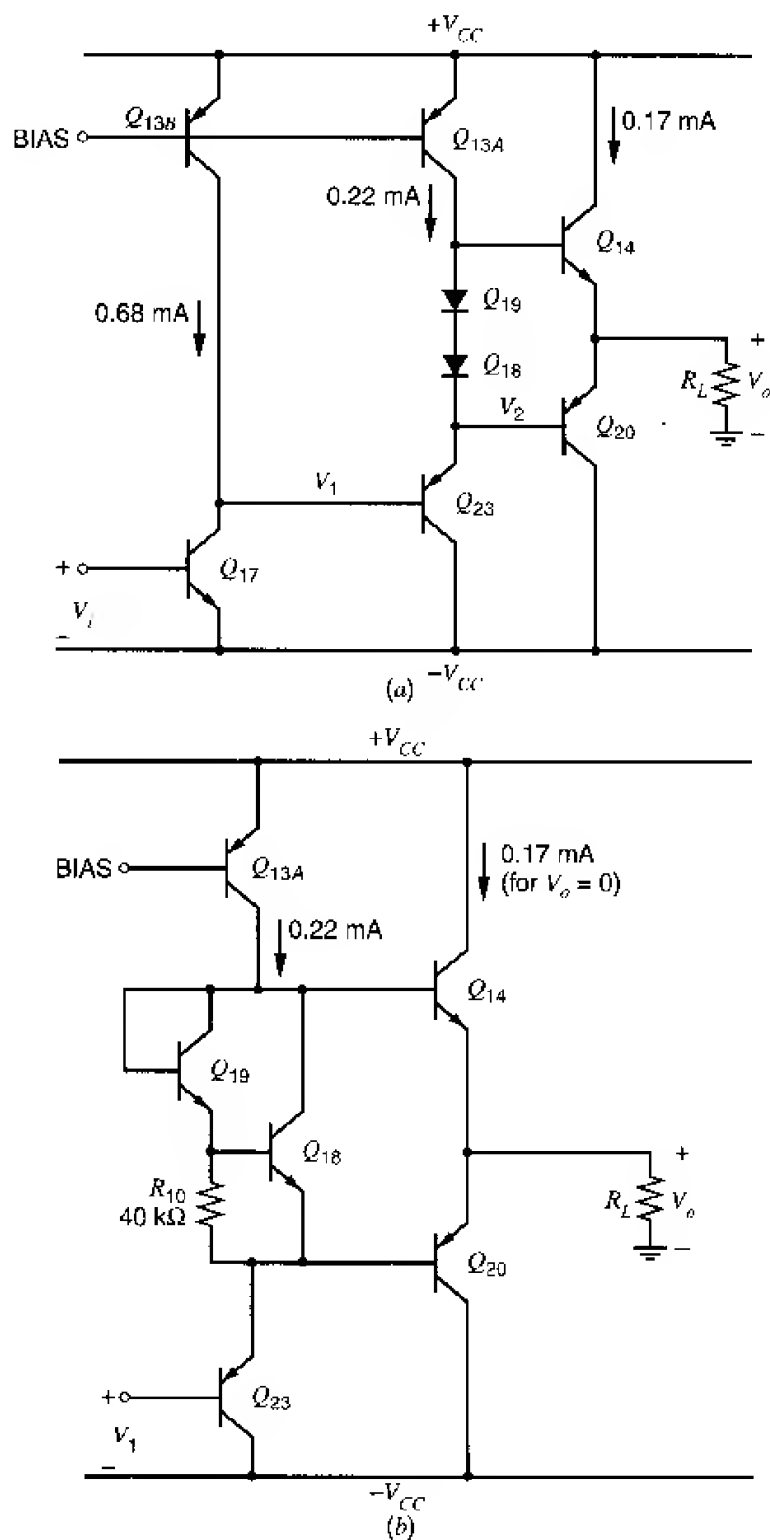 +V_CC
Q_13B
BIAS
Q_13A
0.17 mA
0.22 mA
Q_14
Q_19
0.68 mA
Q_18
+
R_L
V_o
V_2
Q_20
–
V_1
Q_23
+
Q_17
V_i
–
–V_CC
(a)
+V_CC
BIAS
Q_13A
0.17 mA
(for V_o = 0)
0.22 mA
Q_14
Q_19
Q_18
+
R_10
40 kΩ
R_L
V_o
–
Q_20
+
Q_23
V_1
–
–V_CC
(b)